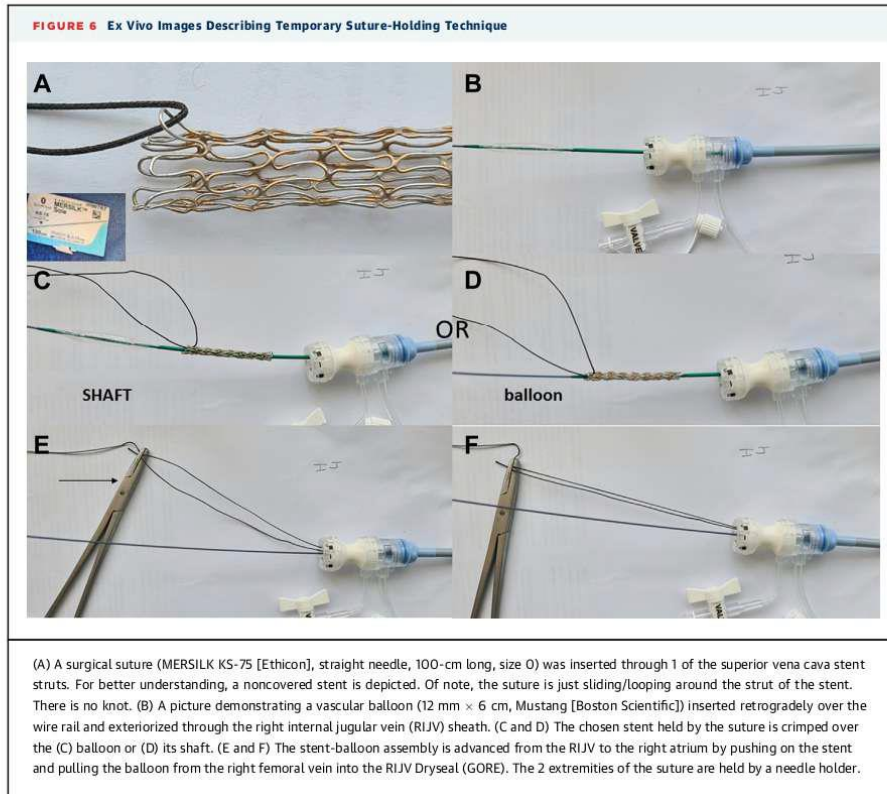 FIGURE 6 Ex Vivo Images Describing Temporary Suture-Holding Technique
A
B
0
MERSILK™
C
D
OR
SHAFT
balloon
E
F
VALVE
(A) A surgical suture (MERSILK KS-75 [Ethicon], straight needle, 100-cm long, size 0) was inserted through 1 of the superior vena cava stent
struts. For better understanding, a noncovered stent is depicted. Of note, the suture is just sliding/looping around the strut of the stent.
There is no knot. (B) A picture demonstrating a vascular balloon (12 mm × 6 cm, Mustang [Boston Scientific]) inserted retrogradely over the
wire rail and exteriorized through the right internal jugular vein (RIJV) sheath. (C and D) The chosen stent held by the suture is crimped over
the (C) balloon or (D) its shaft. (E and F) The stent-balloon assembly is advanced from the RIJV to the right atrium by pushing on the stent
and pulling the balloon from the right femoral vein into the RIJV Dryseal (GORE). The 2 extremities of the suture are held by a needle holder.